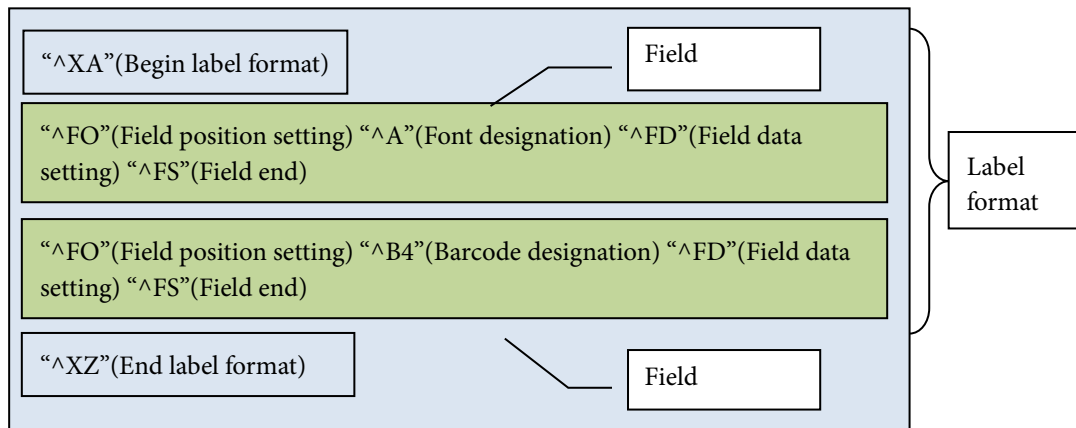 “^XA”(Begin label format)
Field
“^FO”(Field position setting) “^A”(Font designation) “^FD”(Field data
setting) “^FS”(Field end)
Label
format
“^FO”(Field position setting) “^B4”(Barcode designation) “^FD”(Field data
setting) “^FS”(Field end)
“^XZ”(End label format)
Field